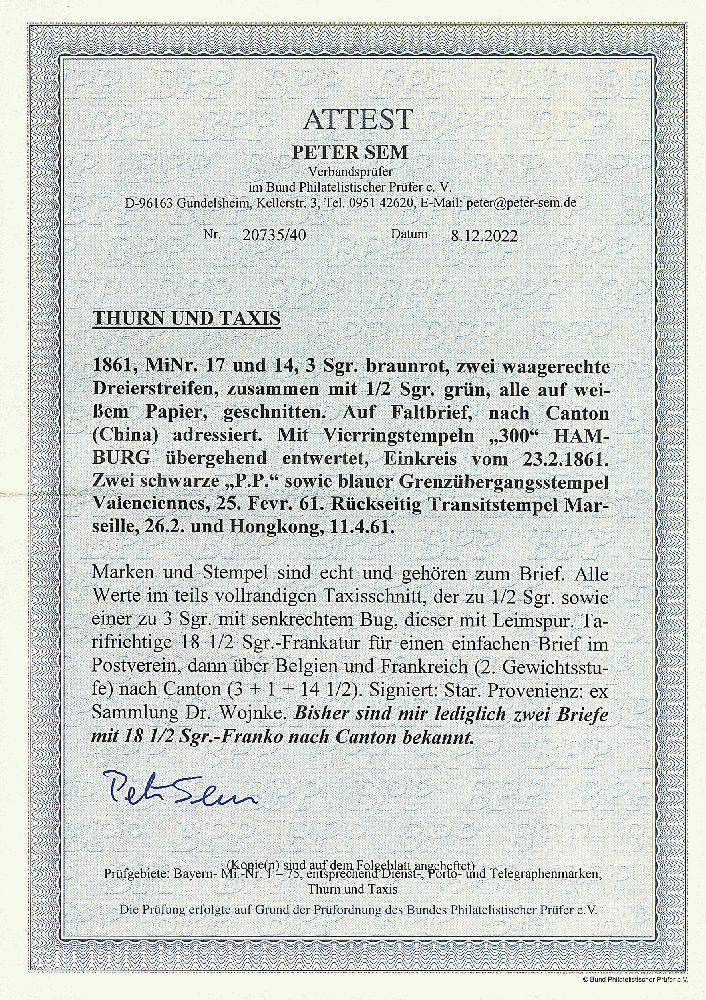 ATTEST
PETER SEM
Verbandsprüfer
im Bund Philatelistischer Prüfer e. V.
D-96163 Gundelsheim, Kellerstr. 3, Tel. 0951 42620, E-Mail: peter@peter-sem.de
Nr. 20735/40 Datum 8.12.2022
THURN UND TAXIS
1861, MiNr. 17 und 14, 3 Sgr. braunrot, zwei waagerechte
Dreierstreifen, zusammen mit 1/2 Sgr. grün, alle auf wei-
ßem Papier, geschnitten. Auf Faltbrief, nach Canton
(China) adressiert. Mit Vierringstempeln „300“ HAM-
BURG übergehend entwertet, Einkreis vom 23.2.1861.
Zwei schwarze „P.P.“ sowie blauer Grenzübergangsstempel
Valenciennes, 25. Fevr. 61. Rückseitig Transitstempel Mar-
seille, 26.2. und Hongkong, 11.4.61.
Marken und Stempel sind echt und gehören zum Brief. Alle
Werte im teils vollrandigen Taxisschnitt, der zu 1/2 Sgr. sowie
einer zu 3 Sgr. mit senkrechtem Bug, dieser mit Leimspur. Ta-
rifrichtige 18 1/2 Sgr.-Frankatur für einen einfachen Brief im
Postverein, dann über Belgien und Frankreich (2. Gewichtsstu-
fe) nach Canton (3 + 1 + 14 1/2). Signiert: Star. Provenienz: ex
Sammlung Dr. Wojnke. Bisher sind mir lediglich zwei Briefe
mit 18 1/2 Sgr.-Franko nach Canton bekannt.
Peter Sem
(Kopie(n) sind auf dem Folgeblatt angeheftet)
Prüfgebiete: Bayern- Mi.-Nr. 1 – 75, entsprechend Dienst-, Porto- und Telegraphenmarken,
Thurn und Taxis
Die Prüfung erfolgte auf Grund der Prüfordnung des Bundes Philatelistischer Prüfer e.V.
© Bund Philatelistischer Prüfer e.V.